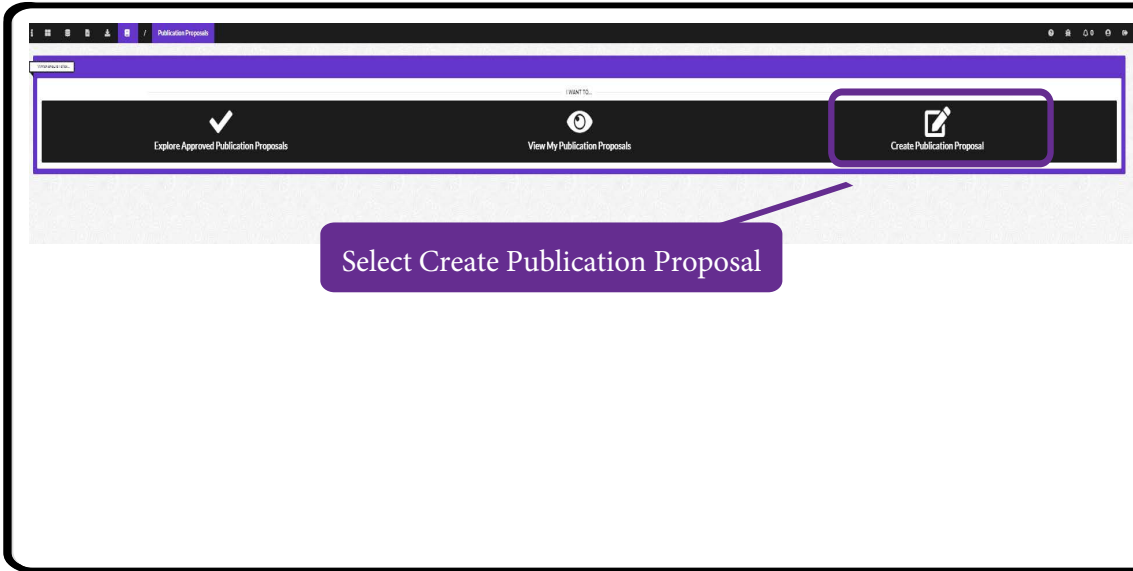 / Publication Proposals
0
I WANT TO...
Explore Approved Publication Proposals
View My Publication Proposals
Create Publication Proposal
Select Create Publication Proposal